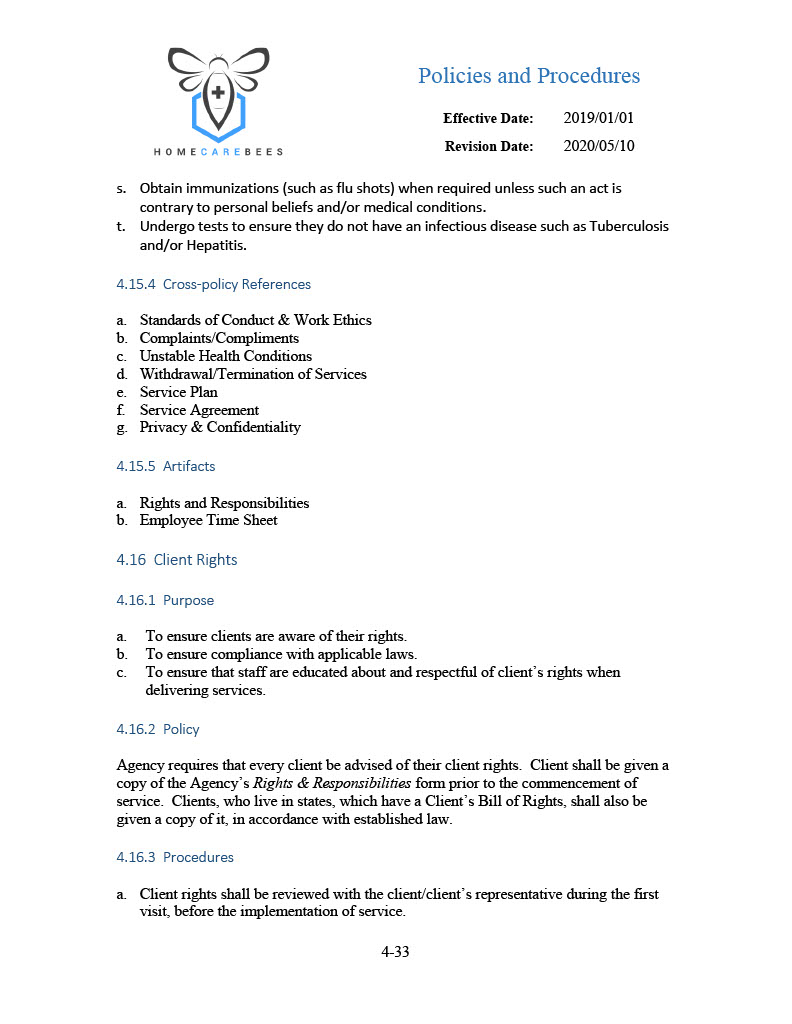 Policies and Procedures
Effective Date: 2019/01/01
Revision Date: 2020/05/10
HOMECAREBEES
s. Obtain immunizations (such as flu shots) when required unless such an act is
contrary to personal beliefs and/or medical conditions.
t. Undergo tests to ensure they do not have an infectious disease such as Tuberculosis
and/or Hepatitis.
4.15.4 Cross-policy References
a. Standards of Conduct & Work Ethics
b. Complaints/Compliments
c. Unstable Health Conditions
d. Withdrawal/Termination of Services
e. Service Plan
f. Service Agreement
g. Privacy & Confidentiality
4.15.5 Artifacts
a. Rights and Responsibilities
b. Employee Time Sheet
4.16 Client Rights
4.16.1 Purpose
a. To ensure clients are aware of their rights.
b. To ensure compliance with applicable laws.
c. To ensure that staff are educated about and respectful of client’s rights when
delivering services.
4.16.2 Policy
Agency requires that every client be advised of their client rights. Client shall be given a
copy of the Agency’s Rights & Responsibilities form prior to the commencement of
service. Clients, who live in states, which have a Client’s Bill of Rights, shall also be
given a copy of it, in accordance with established law.
4.16.3 Procedures
a. Client rights shall be reviewed with the client/client’s representative during the first
visit, before the implementation of service.
4-33